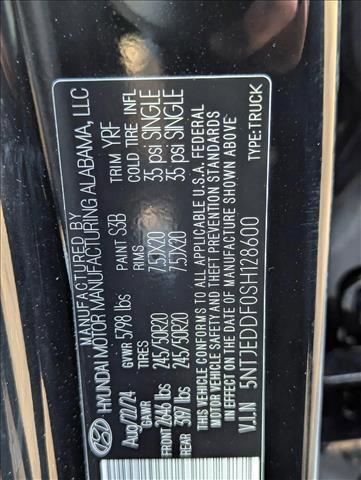 MANUFACTURED BY
HYUNDAI MOTOR MANUFACTURING ALABAMA, LLC
Aug/22/24 GVWR 5798 lbs PAINT S3B TRIM YRF
GAWR TIRES RIMS COLD TIRE INFL
FRONT 2946 lbs 245/50R20 7.5JX20 35 psi SINGLE
REAR 3197 lbs 245/50R20 7.5JX20 35 psi SINGLE
THIS VEHICLE CONFORMS TO ALL APPLICABLE U.S.A. FEDERAL
MOTOR VEHICLE SAFETY AND THEFT PREVENTION STANDARDS
IN EFFECT ON THE DATE OF MANUFACTURE SHOWN ABOVE
V.I.N 5NTJEDDF0SH128600 TYPE:TRUCK